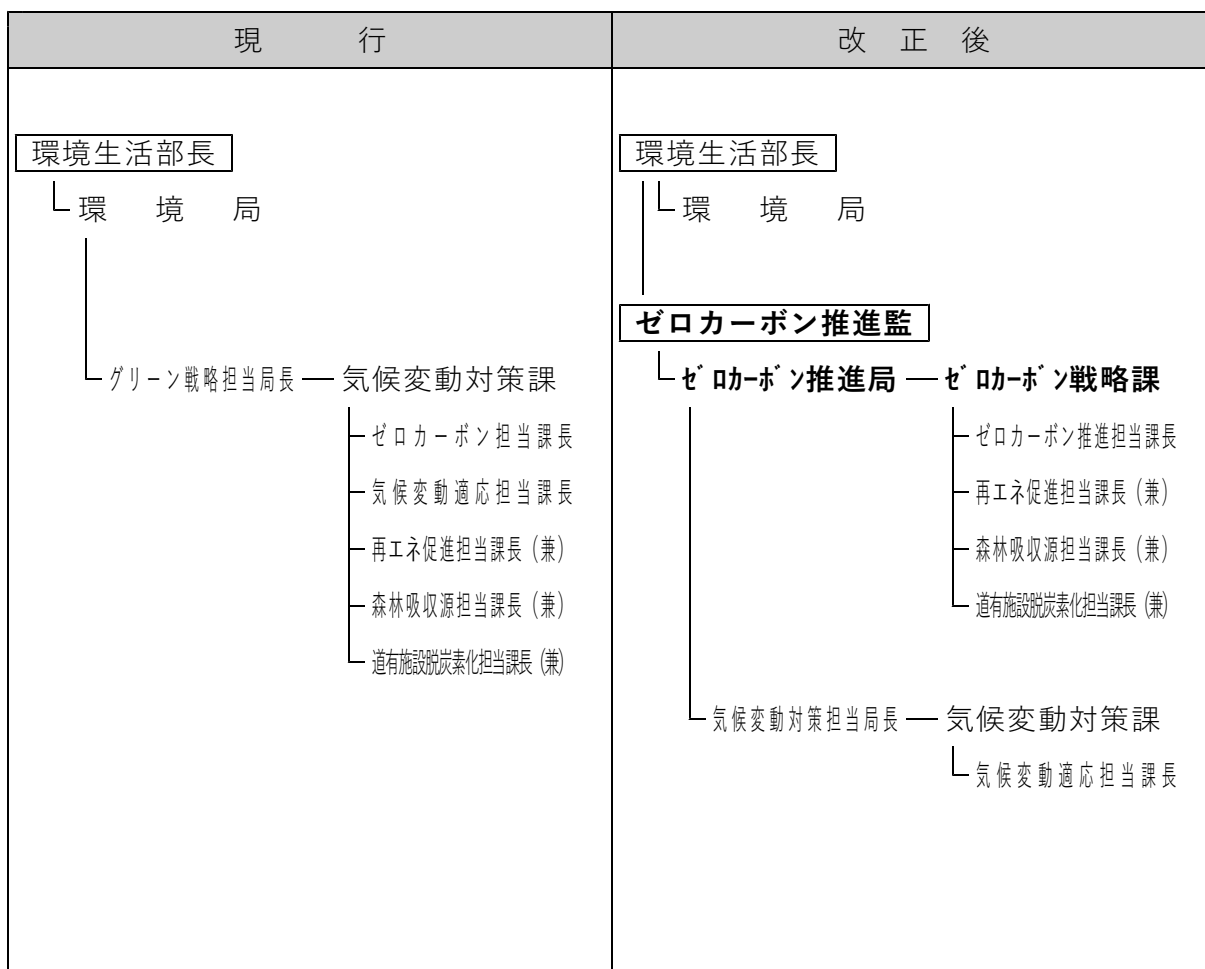 現 行
環境生活部長
環 境 局
グリーン戦略担当局長
気候変動対策課
ゼロカーボン担当課長
気候変動適応担当課長
再エネ促進担当課長（兼）
森林吸収源担当課長（兼）
道有施設脱炭素化担当課長（兼）
改 正 後
環境生活部長
環 境 局
ゼロカーボン推進監
ｾﾞﾛｶｰﾎﾞﾝ推進局
ｾﾞﾛｶｰﾎﾞﾝ戦略課
ゼロカーボン推進担当課長
再エネ促進担当課長（兼）
森林吸収源担当課長（兼）
道有施設脱炭素化担当課長（兼）
気候変動対策担当局長
気候変動対策課
気候変動適応担当課長